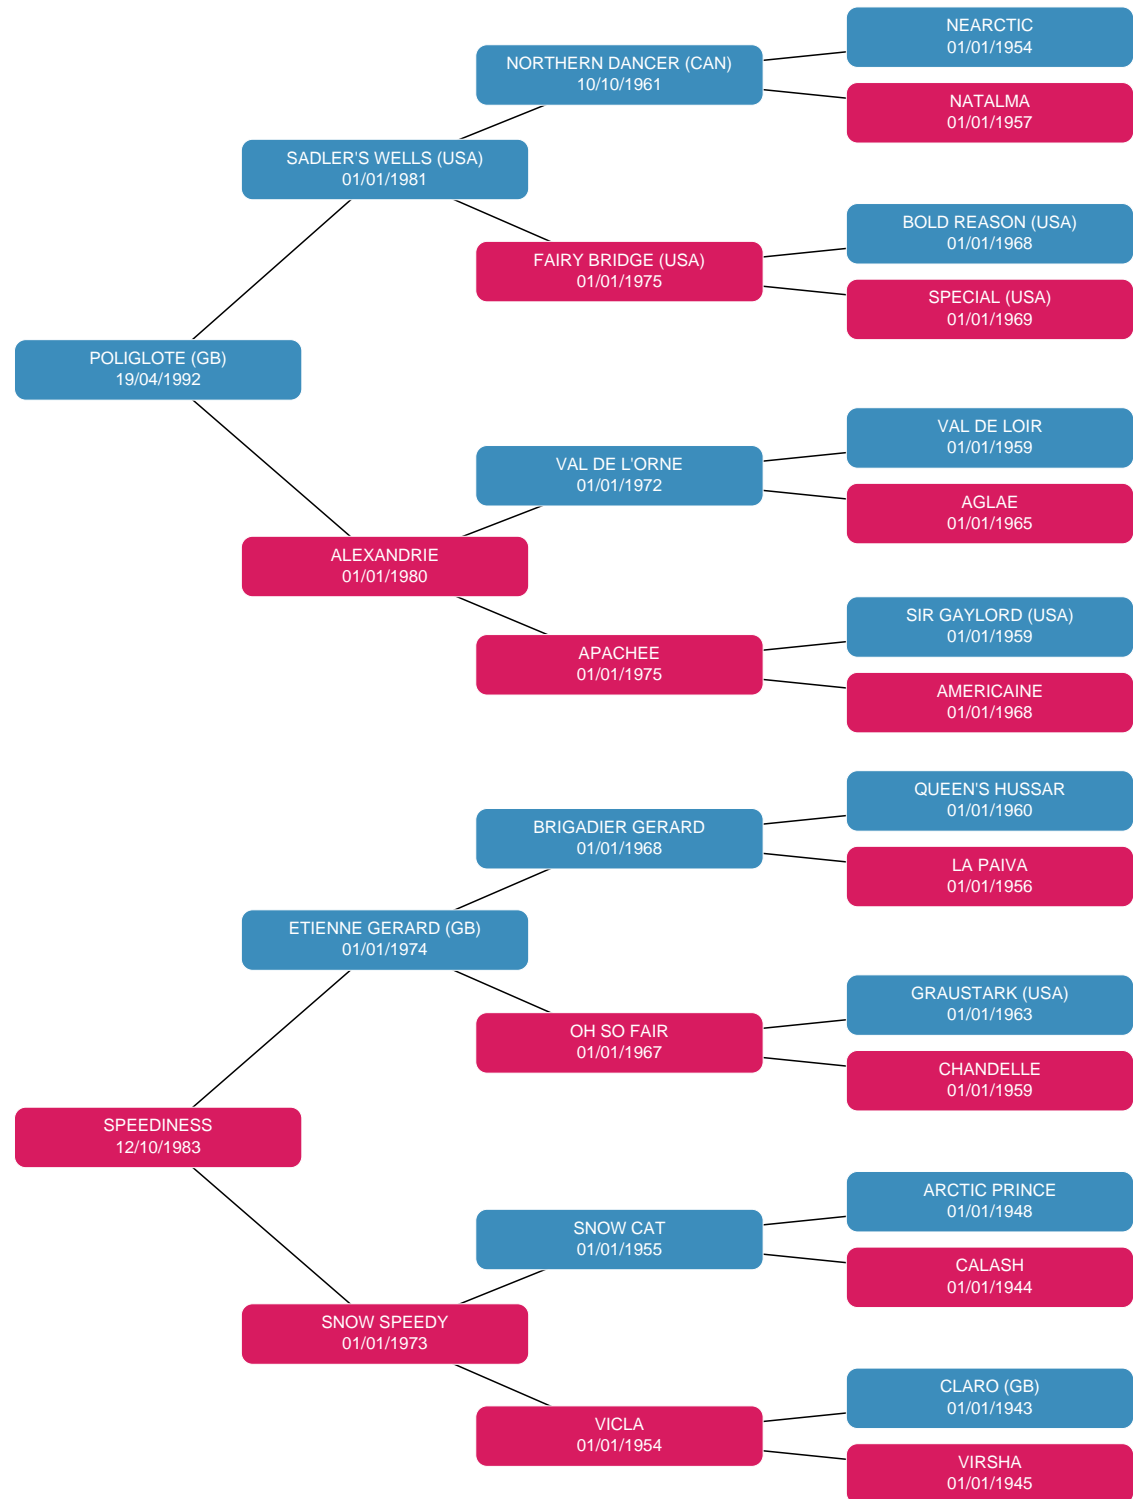 NEARCTIC
01/01/1954
NORTHERN DANCER (CAN)
10/10/1961
NATALMA
01/01/1957
SADLER'S WELLS (USA)
01/01/1981
BOLD REASON (USA)
01/01/1968
FAIRY BRIDGE (USA)
01/01/1975
SPECIAL (USA)
01/01/1969
POLIGLOTE (GB)
19/04/1992
VAL DE LOIR
01/01/1959
VAL DE L'ORNE
01/01/1972
AGLAE
01/01/1965
ALEXANDRIE
01/01/1980
SIR GAYLORD (USA)
01/01/1959
APACHEE
01/01/1975
AMERICAINE
01/01/1968
QUEEN'S HUSSAR
01/01/1960
BRIGADIER GERARD
01/01/1968
LA PAIVA
01/01/1956
ETIENNE GERARD (GB)
01/01/1974
GRAUSTARK (USA)
01/01/1963
OH SO FAIR
01/01/1967
CHANDELLE
01/01/1959
SPEEDINESS
12/10/1983
ARCTIC PRINCE
01/01/1948
SNOW CAT
01/01/1955
CALASH
01/01/1944
SNOW SPEEDY
01/01/1973
CLARO (GB)
01/01/1943
VICLA
01/01/1954
VIRSHA
01/01/1945